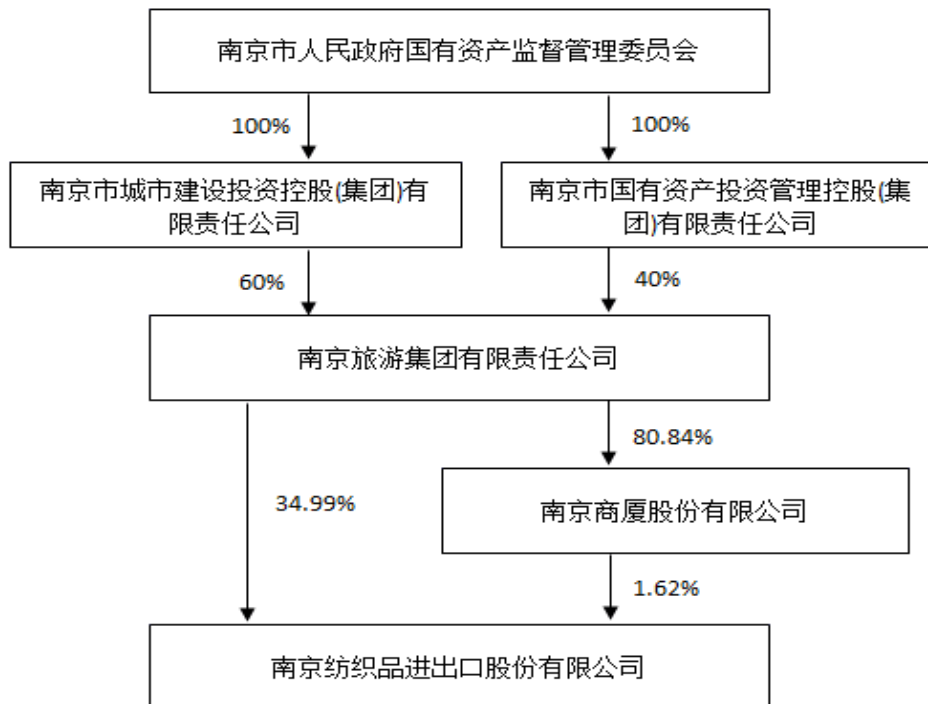 南京市人民政府国有资产监督管理委员会
100%
100%
南京市城市建设投资控股(集团)有
限责任公司
南京市国有资产投资管理控股(集
团)有限责任公司
60%
40%
南京旅游集团有限责任公司
80.84%
34.99%
南京商厦股份有限公司
1.62%
南京纺织品进出口股份有限公司